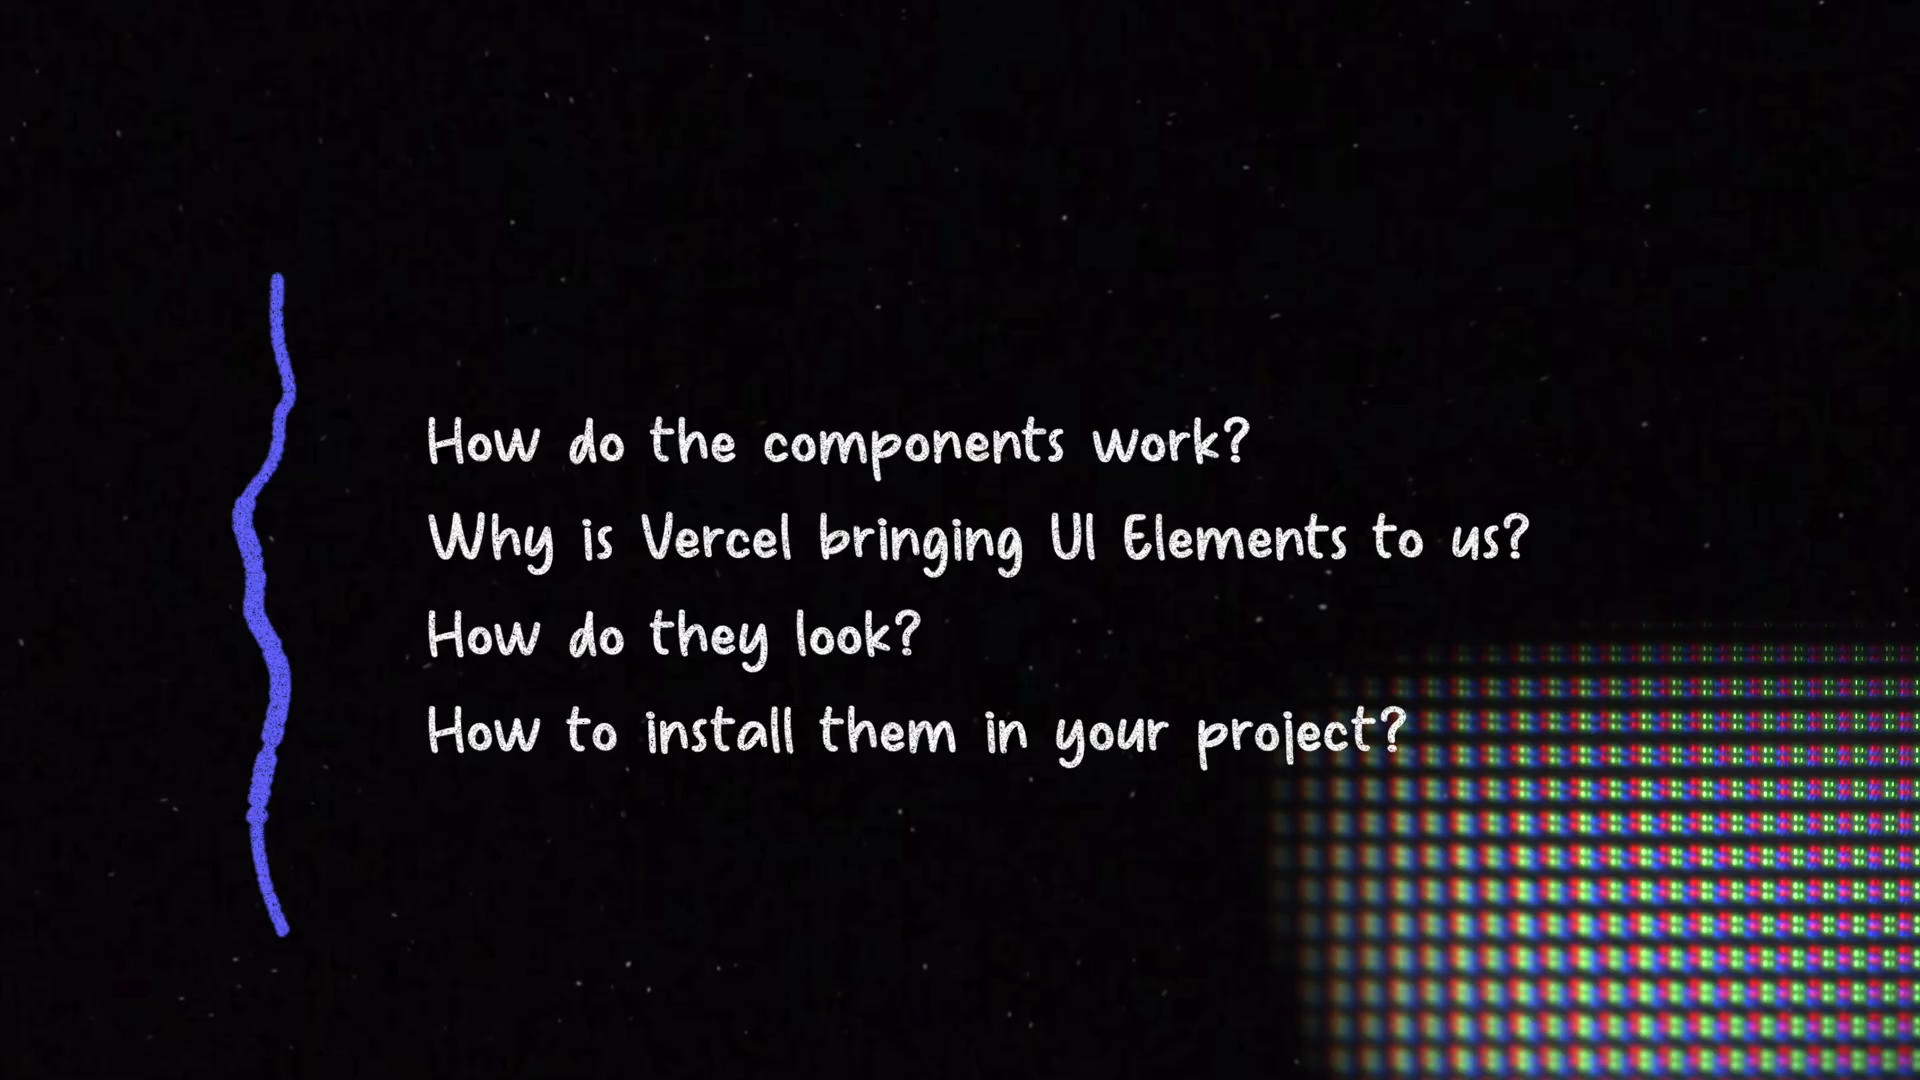 How do the components work?
Why is Vercel bringing UI Elements to us?
How do they look?
How to install them in your project?